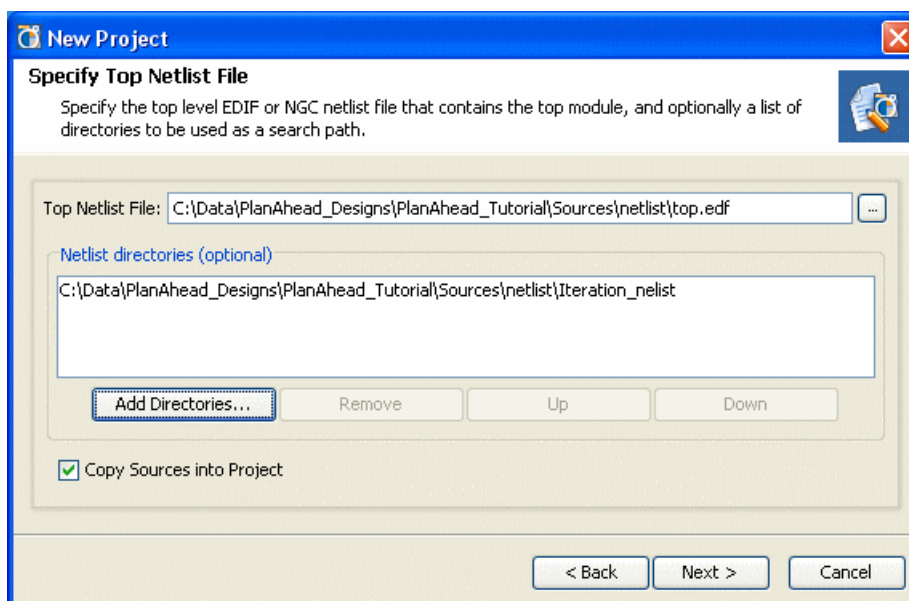 New Project
Specify Top Netlist File
Specify the top level EDIF or NGC netlist file that contains the top module, and optionally a list of
directories to be used as a search path.
Top Netlist File: C:\Data\PlanAhead_Designs\PlanAhead_Tutorial\Sources\netlist\top.edf ...
Netlist directories (optional)
C:\Data\PlanAhead_Designs\PlanAhead_Tutorial\Sources\netlist\Iteration_nelist
Add Directories... Remove Up Down
Copy Sources into Project
< Back Next > Cancel